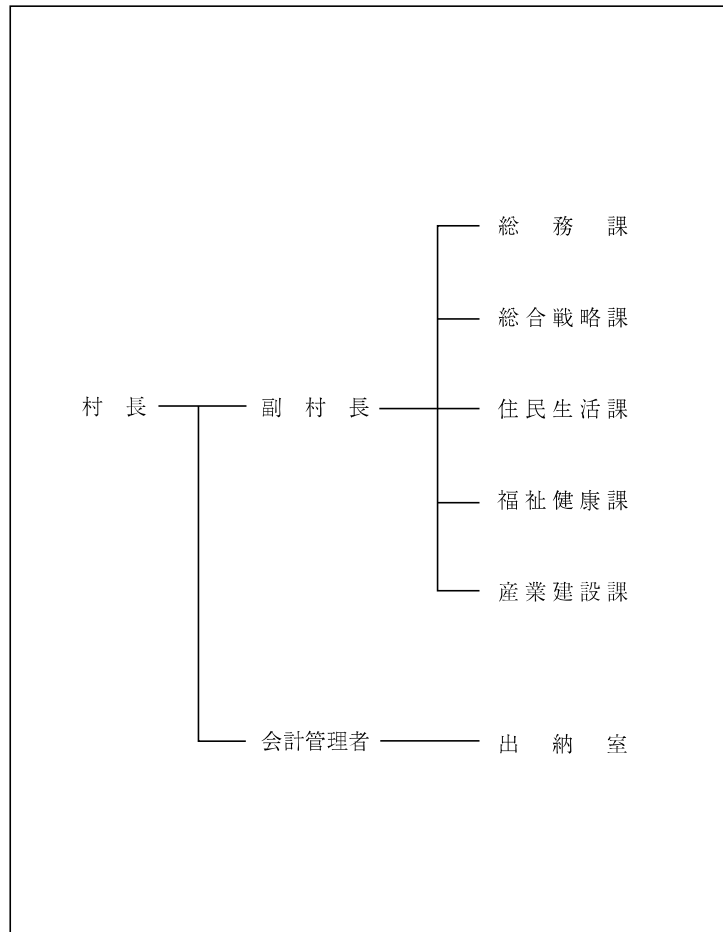 総務課
総合戦略課
村長 副村長 住民生活課
福祉健康課
産業建設課
会計管理者 出納室